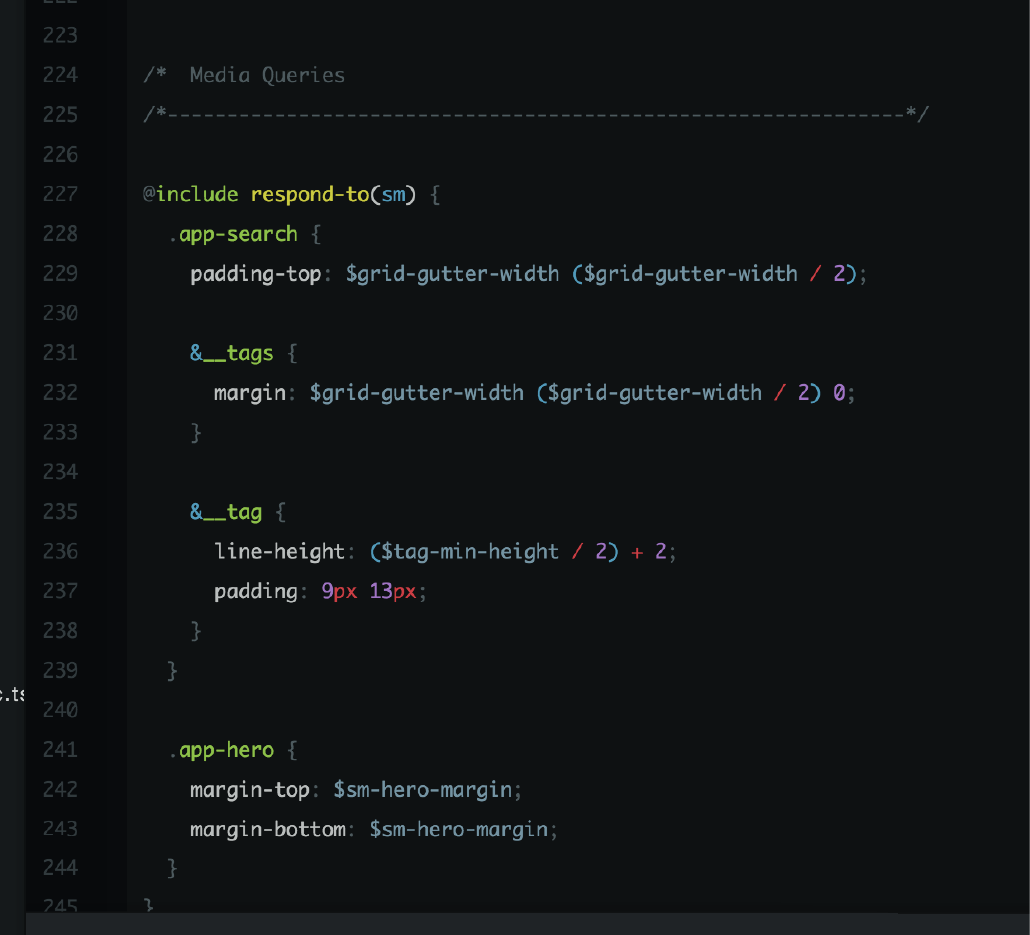 222
223
224 /*  Media Queries
225 /*--------------------------------------------------------------*/
226
227 @include respond-to(sm) {
228   .app-search {
229     padding-top: $grid-gutter-width ($grid-gutter-width / 2);
230
231     &__tags {
232       margin: $grid-gutter-width ($grid-gutter-width / 2) 0;
233     }
234
235     &__tag {
236       line-height: ($tag-min-height / 2) + 2;
237       padding: 9px 13px;
238     }
239   }
c.ts
240
241   .app-hero {
242     margin-top: $sm-hero-margin;
243     margin-bottom: $sm-hero-margin;
244   }
245 }